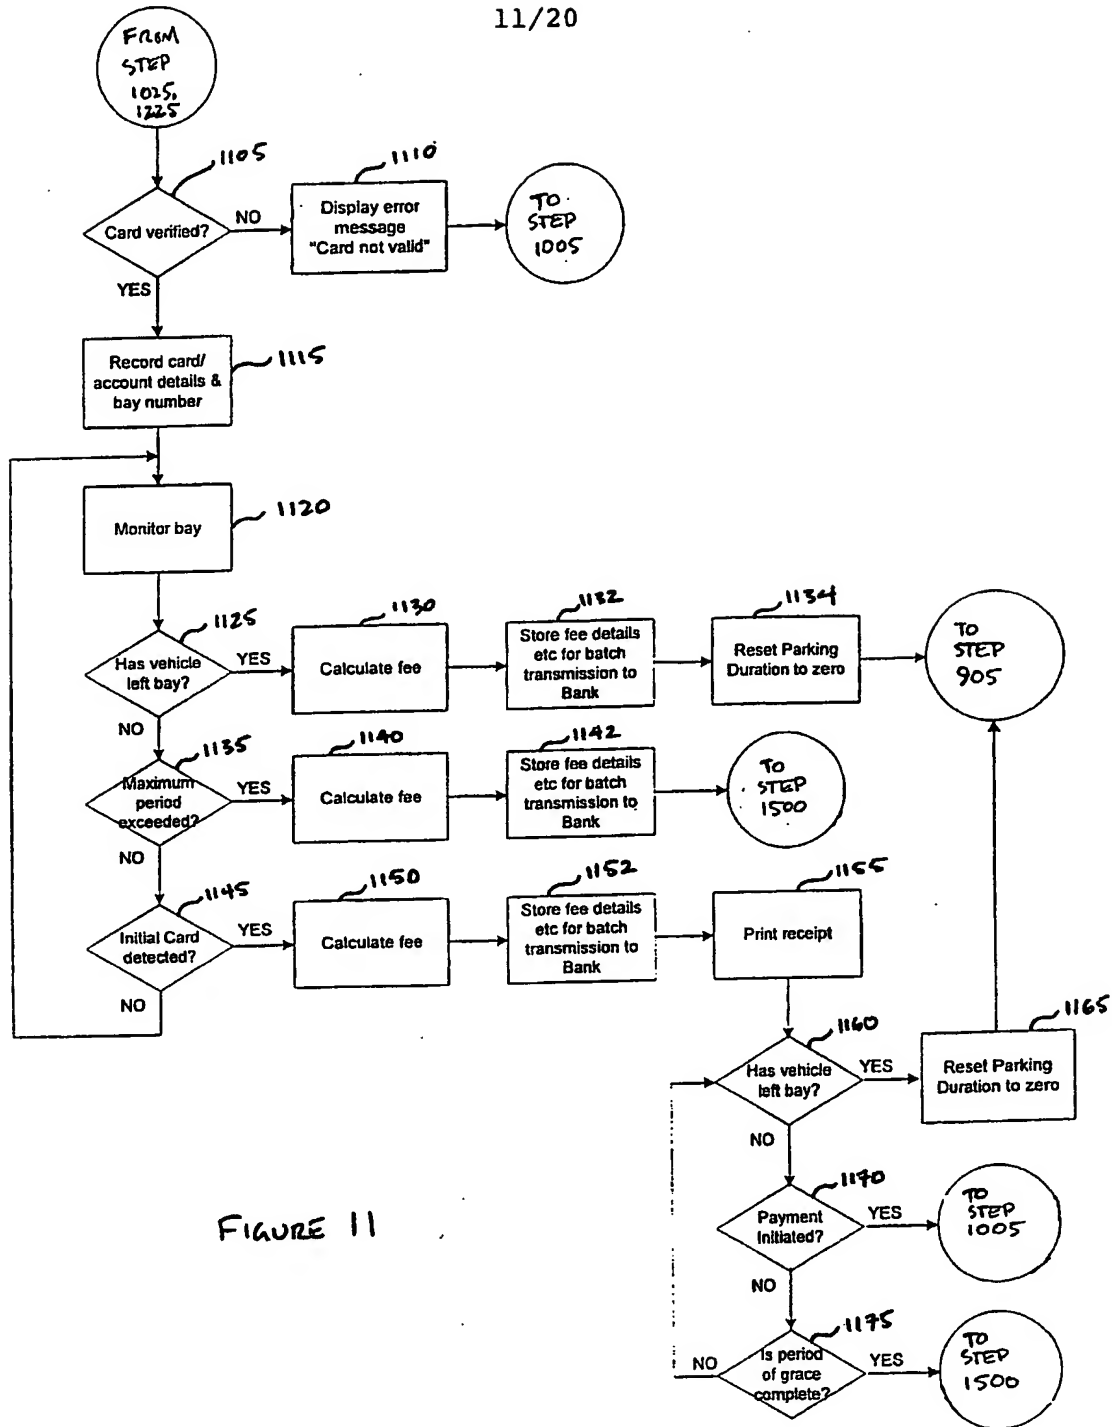 11/20
FROM
STEP
1025,
1225
1105
Card verified?
NO
YES
1110
Display error
message
"Card not valid"
TO
STEP
1005
Record card/
account details &
bay number
1115
Monitor bay
1120
1125
Has vehicle
left bay?
YES
NO
1130
Calculate fee
1132
Store fee details
etc for batch
transmission to
Bank
1134
Reset Parking
Duration to zero
TO
STEP
905
1135
Maximum
period
exceeded?
YES
NO
1140
Calculate fee
1142
Store fee details
etc for batch
transmission to
Bank
TO
STEP
1500
1145
Initial Card
detected?
YES
NO
1150
Calculate fee
1152
Store fee details
etc for batch
transmission to
Bank
1155
Print receipt
1160
Has vehicle
left bay?
YES
NO
1165
Reset Parking
Duration to zero
1170
Payment
Initiated?
YES
NO
TO
STEP
1005
1175
Is period
of grace
complete?
NO
YES
TO
STEP
1500
FIGURE 11